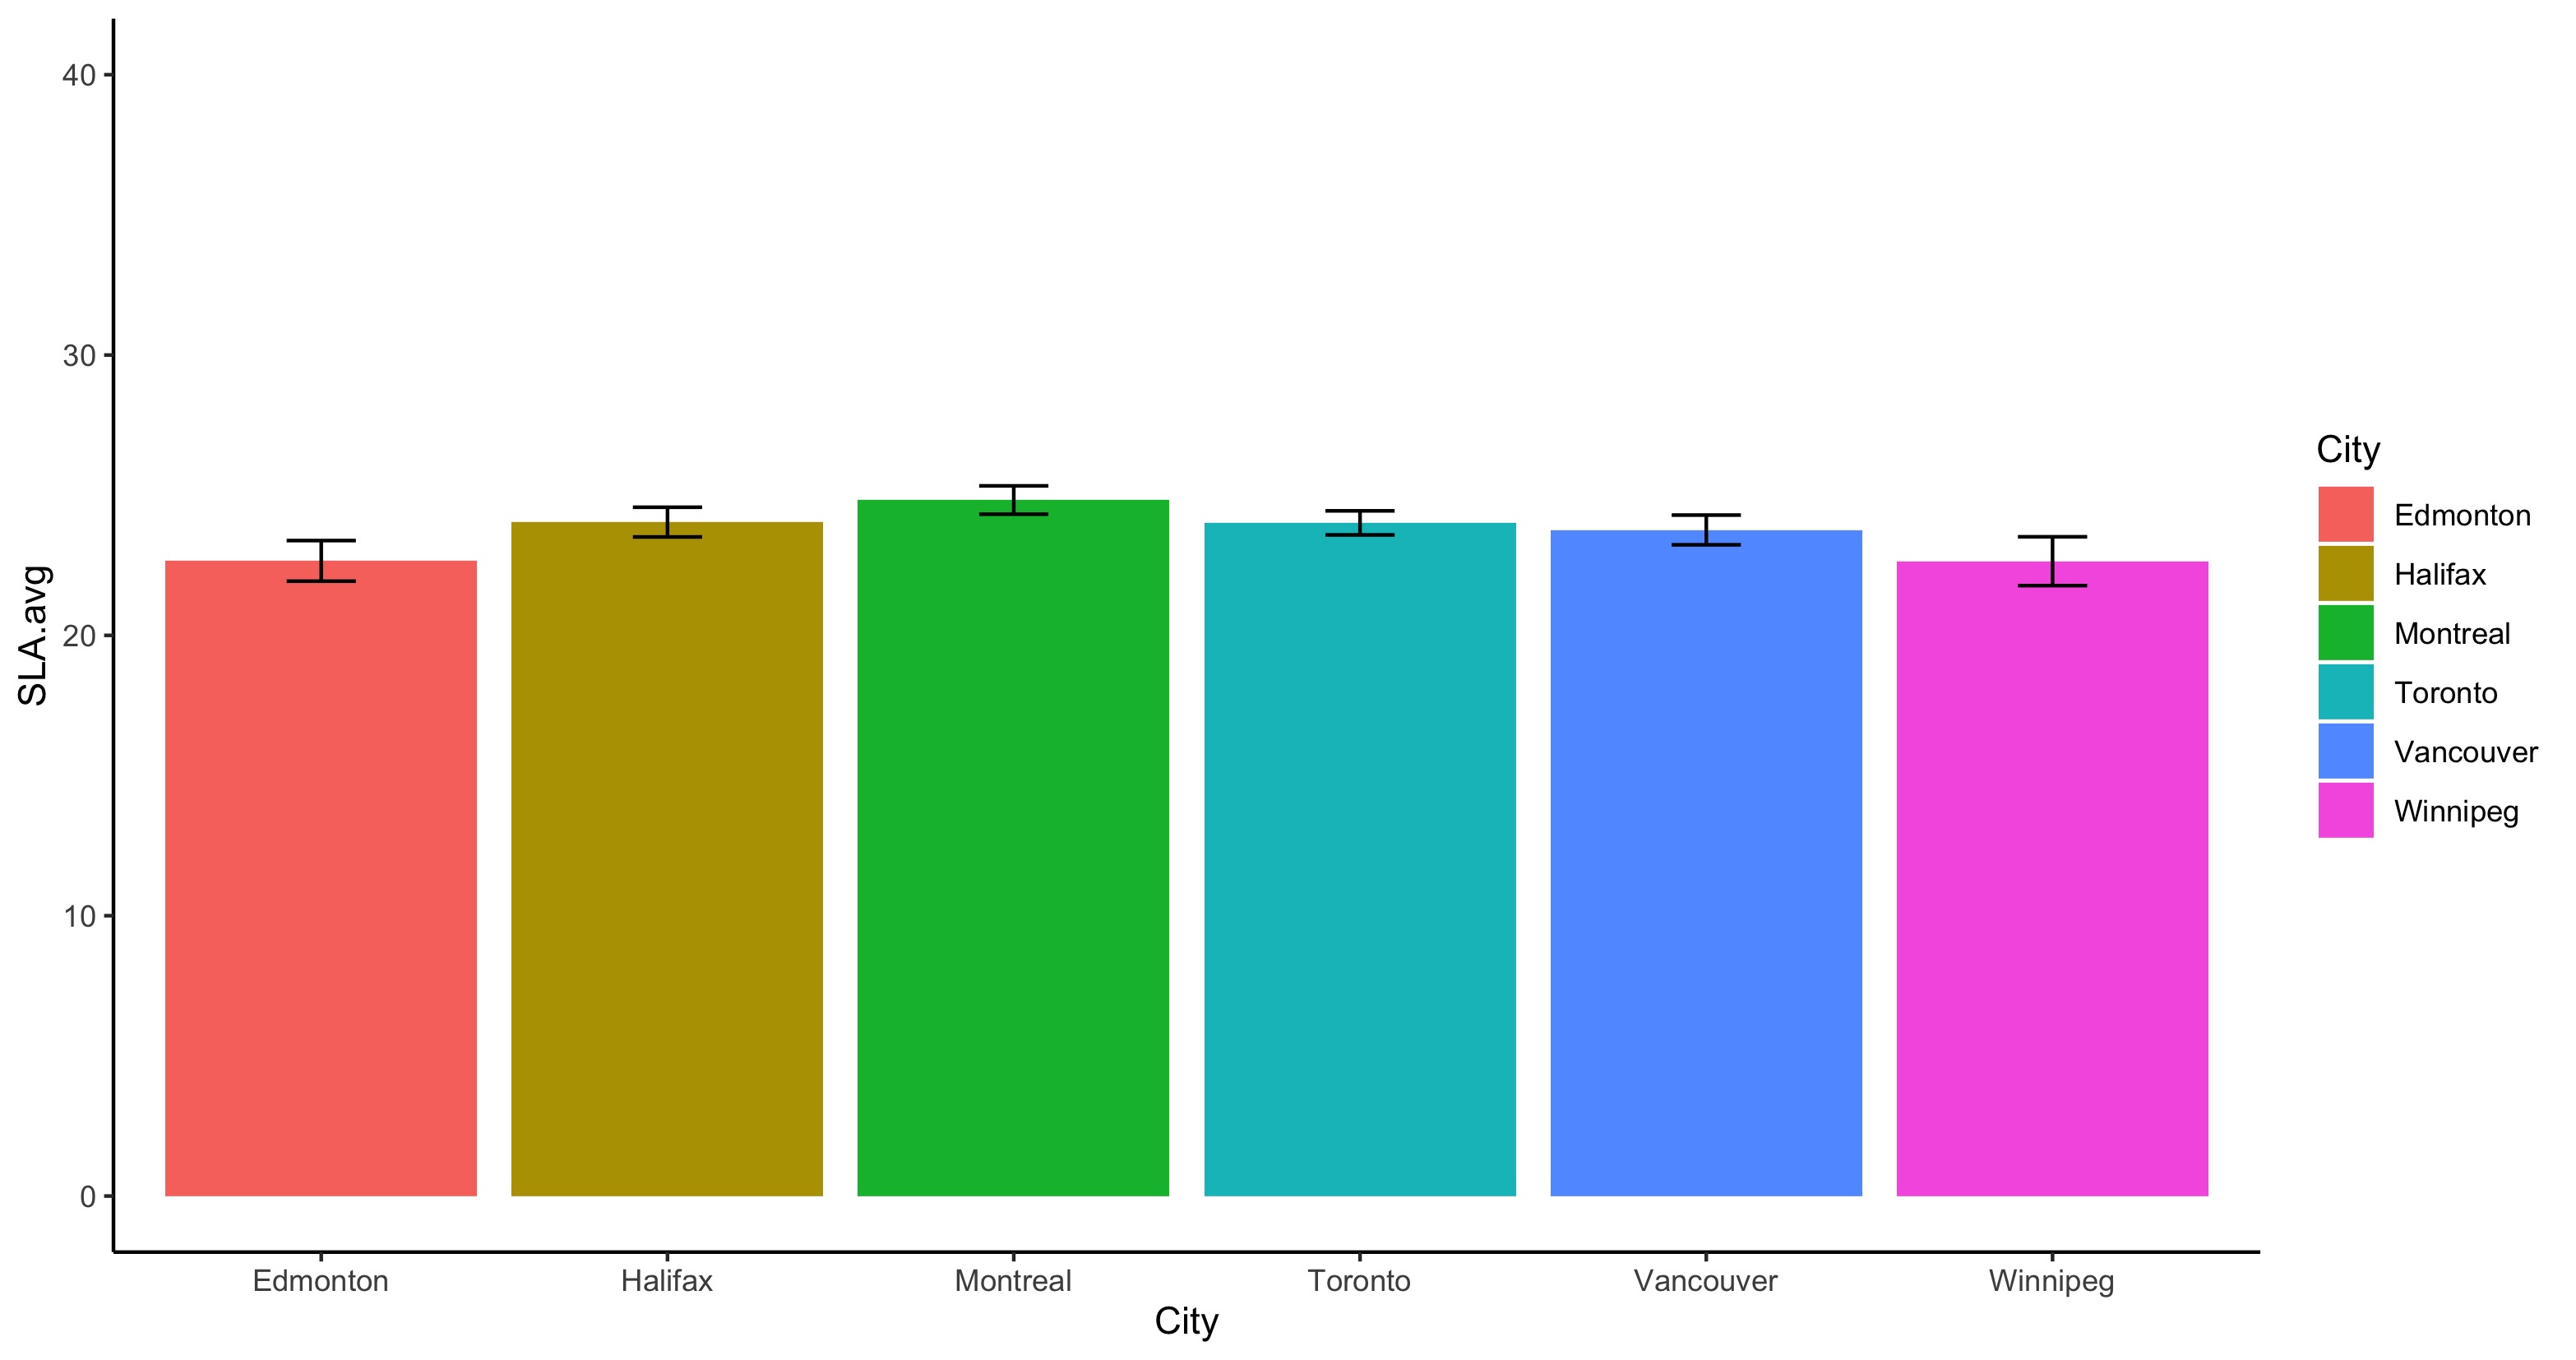 SLA.avg
40
30
20
10
0
Edmonton
Halifax
Montreal
Toronto
Vancouver
Winnipeg
City
City
Edmonton
Halifax
Montreal
Toronto
Vancouver
Winnipeg